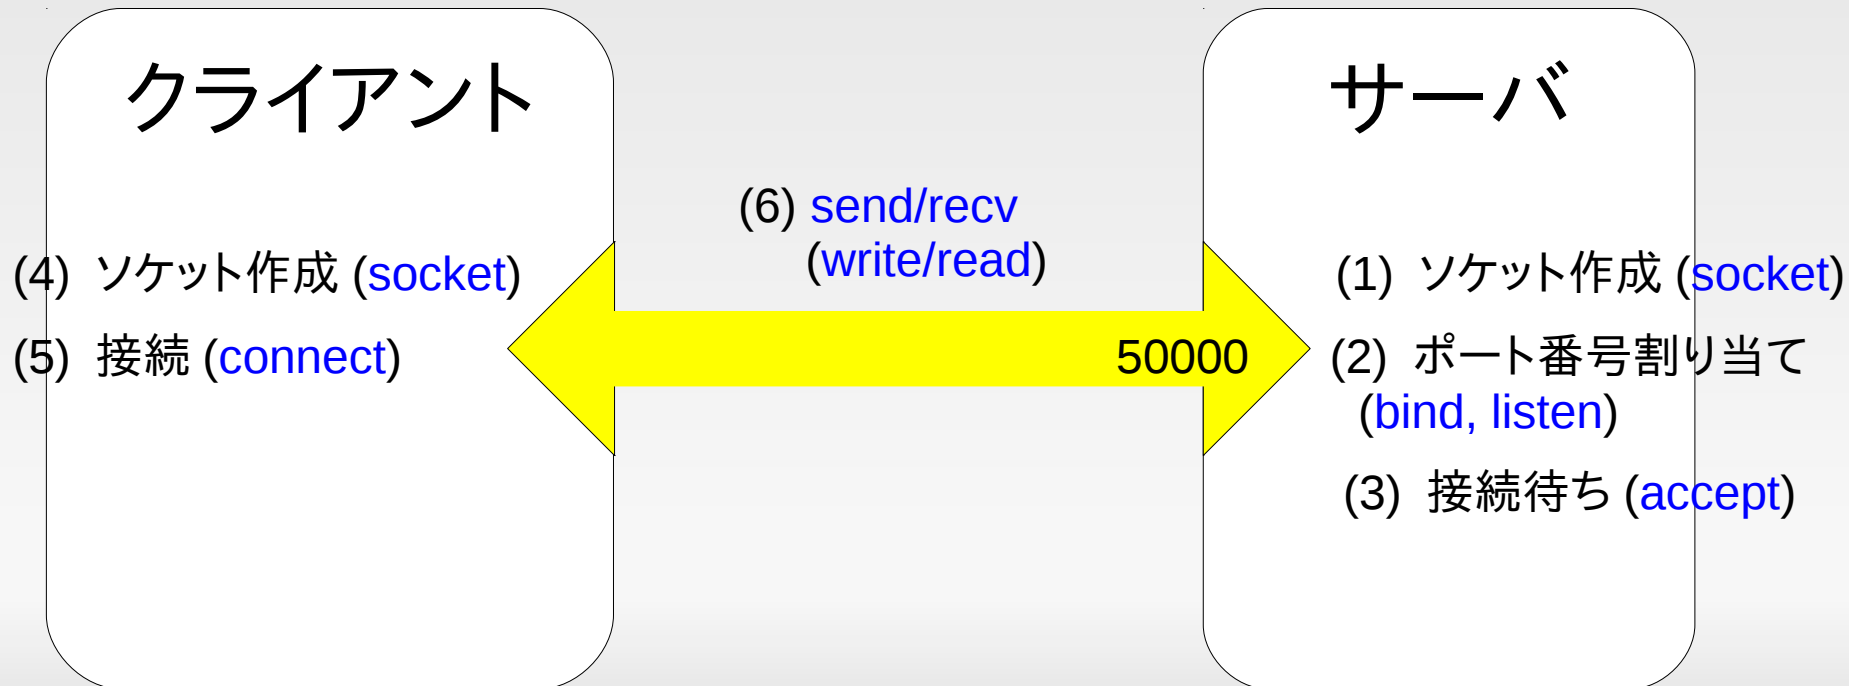 クライアント
(4) ソケット作成 (socket)
(5) 接続 (connect)
(6) send/recv
(write/read)
50000
サーバ
(1) ソケット作成 (socket)
(2) ポート番号割り当て
(bind, listen)
(3) 接続待ち (accept)